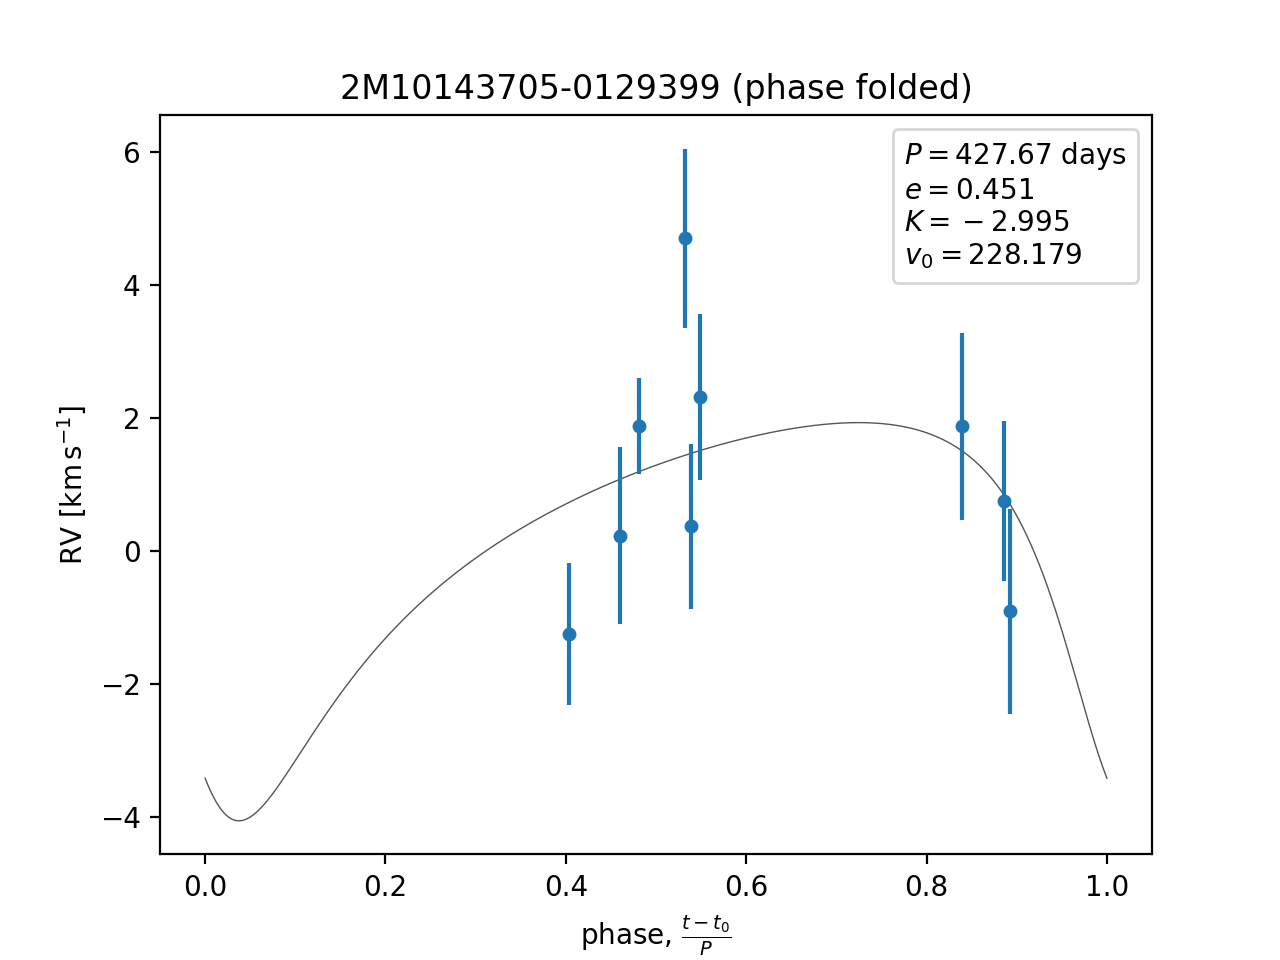 2M10143705-0129399 (phase folded)
P = 427.67 days
e = 0.451
K = −2.995
v₀ = 228.179
RV [km s⁻¹]
6
4
2
0
−2
−4
0.0 0.2 0.4 0.6 0.8 1.0
phase, (t − t₀)/P